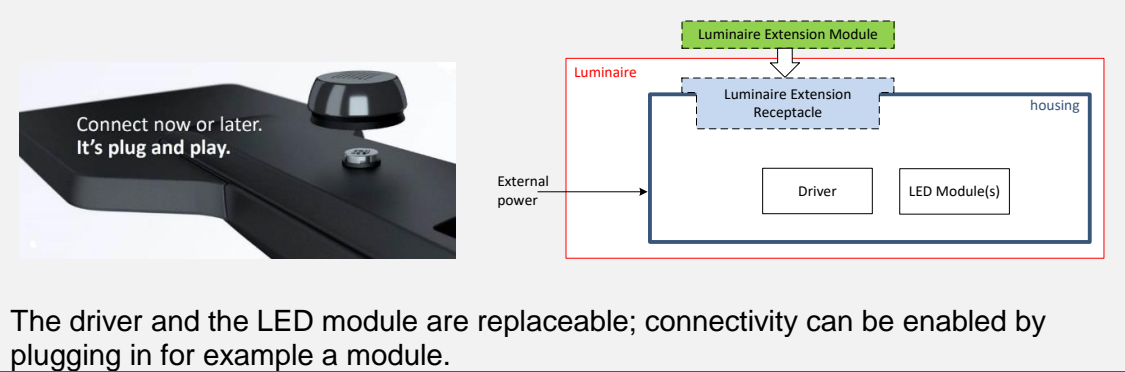 Connect now or later.
It's plug and play.
Luminaire Extension Module
Luminaire
Luminaire Extension
Receptacle
housing
External
power
Driver
LED Module(s)
The driver and the LED module are replaceable; connectivity can be enabled by
plugging in for example a module.